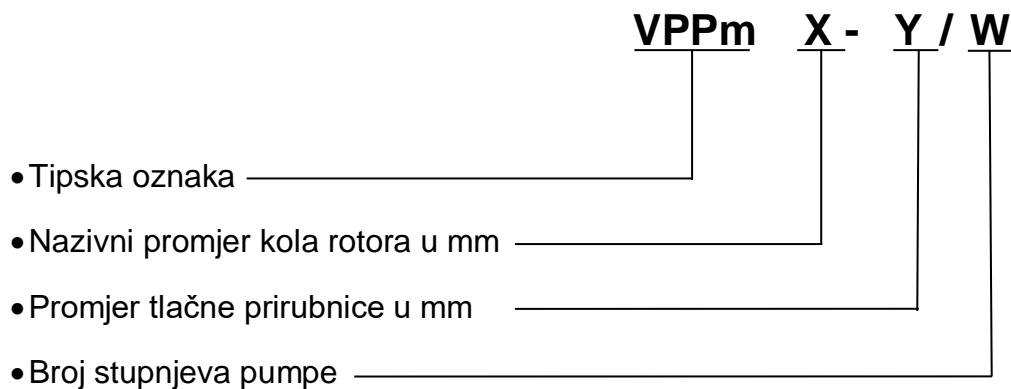 VPPm X - Y / W
•Tipska oznaka
•Nazivni promjer kola rotora u mm
•Promjer tlačne prirubnice u mm
•Broj stupnjeva pumpe